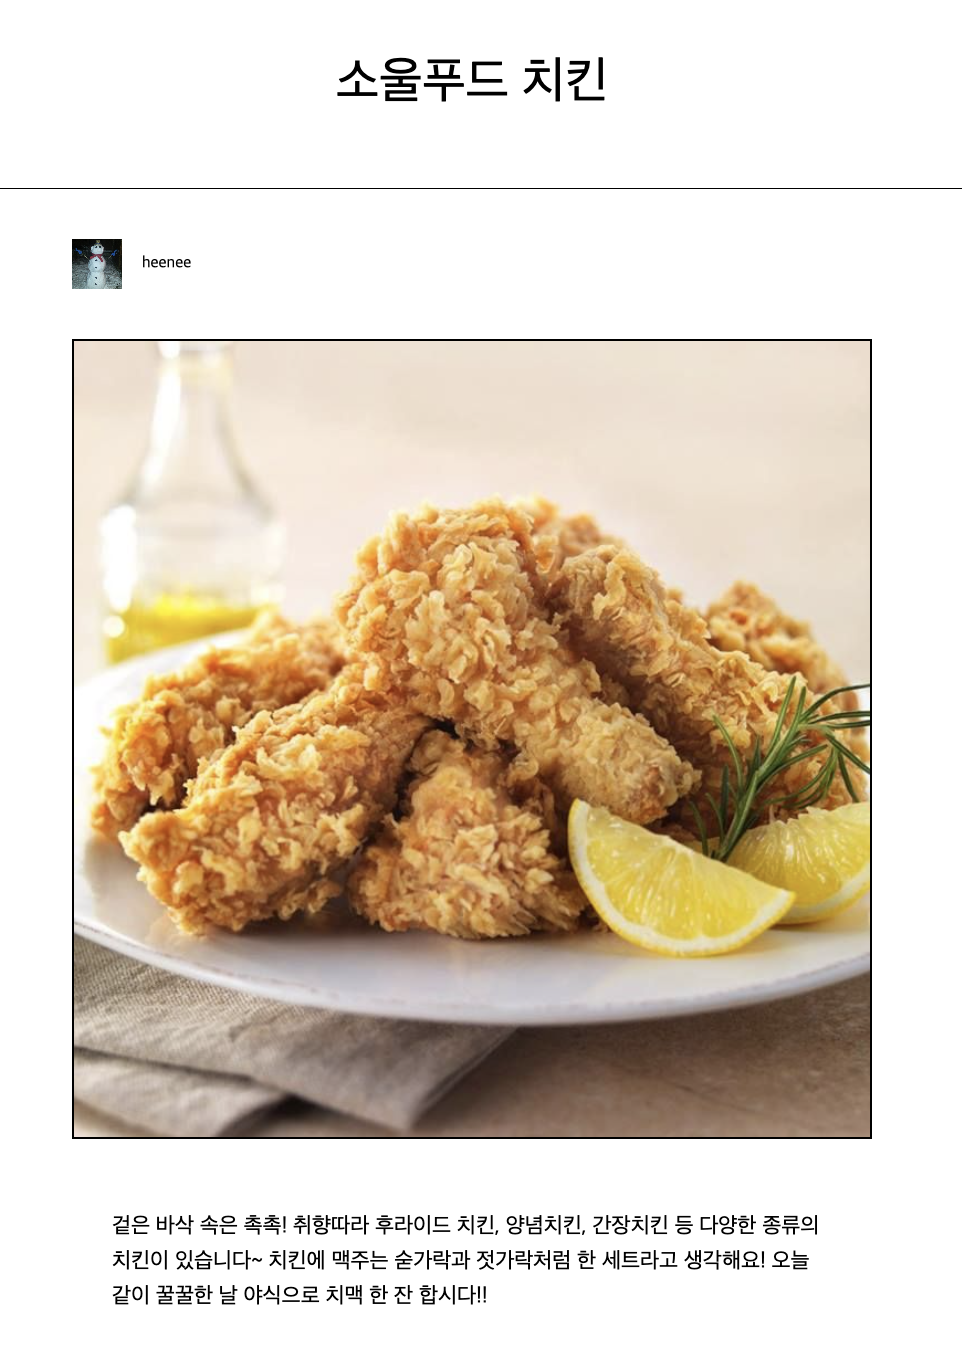 소울푸드 치킨
heenee
겉은 바삭 속은 촉촉! 취향따라 후라이드 치킨, 양념치킨, 간장치킨 등 다양한 종류의
치킨이 있습니다~ 치킨에 맥주는 숟가락과 젓가락처럼 한 세트라고 생각해요! 오늘
같이 꿀꿀한 날 야식으로 치맥 한 잔 합시다!!